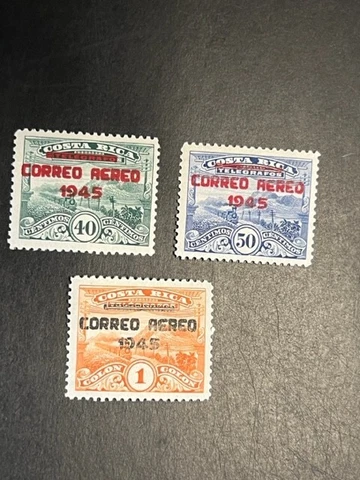 COSTA RICA
TELEGRAFOS
CORREO AEREO
1945
CENTIMOS 40 CENTIMOS
COSTA RICA
TELEGRAFOS
CORREO AEREO
1945
CENTIMOS 50 CENTIMOS
COSTA RICA
CORREO AEREO
1945
COLON 1 COLON